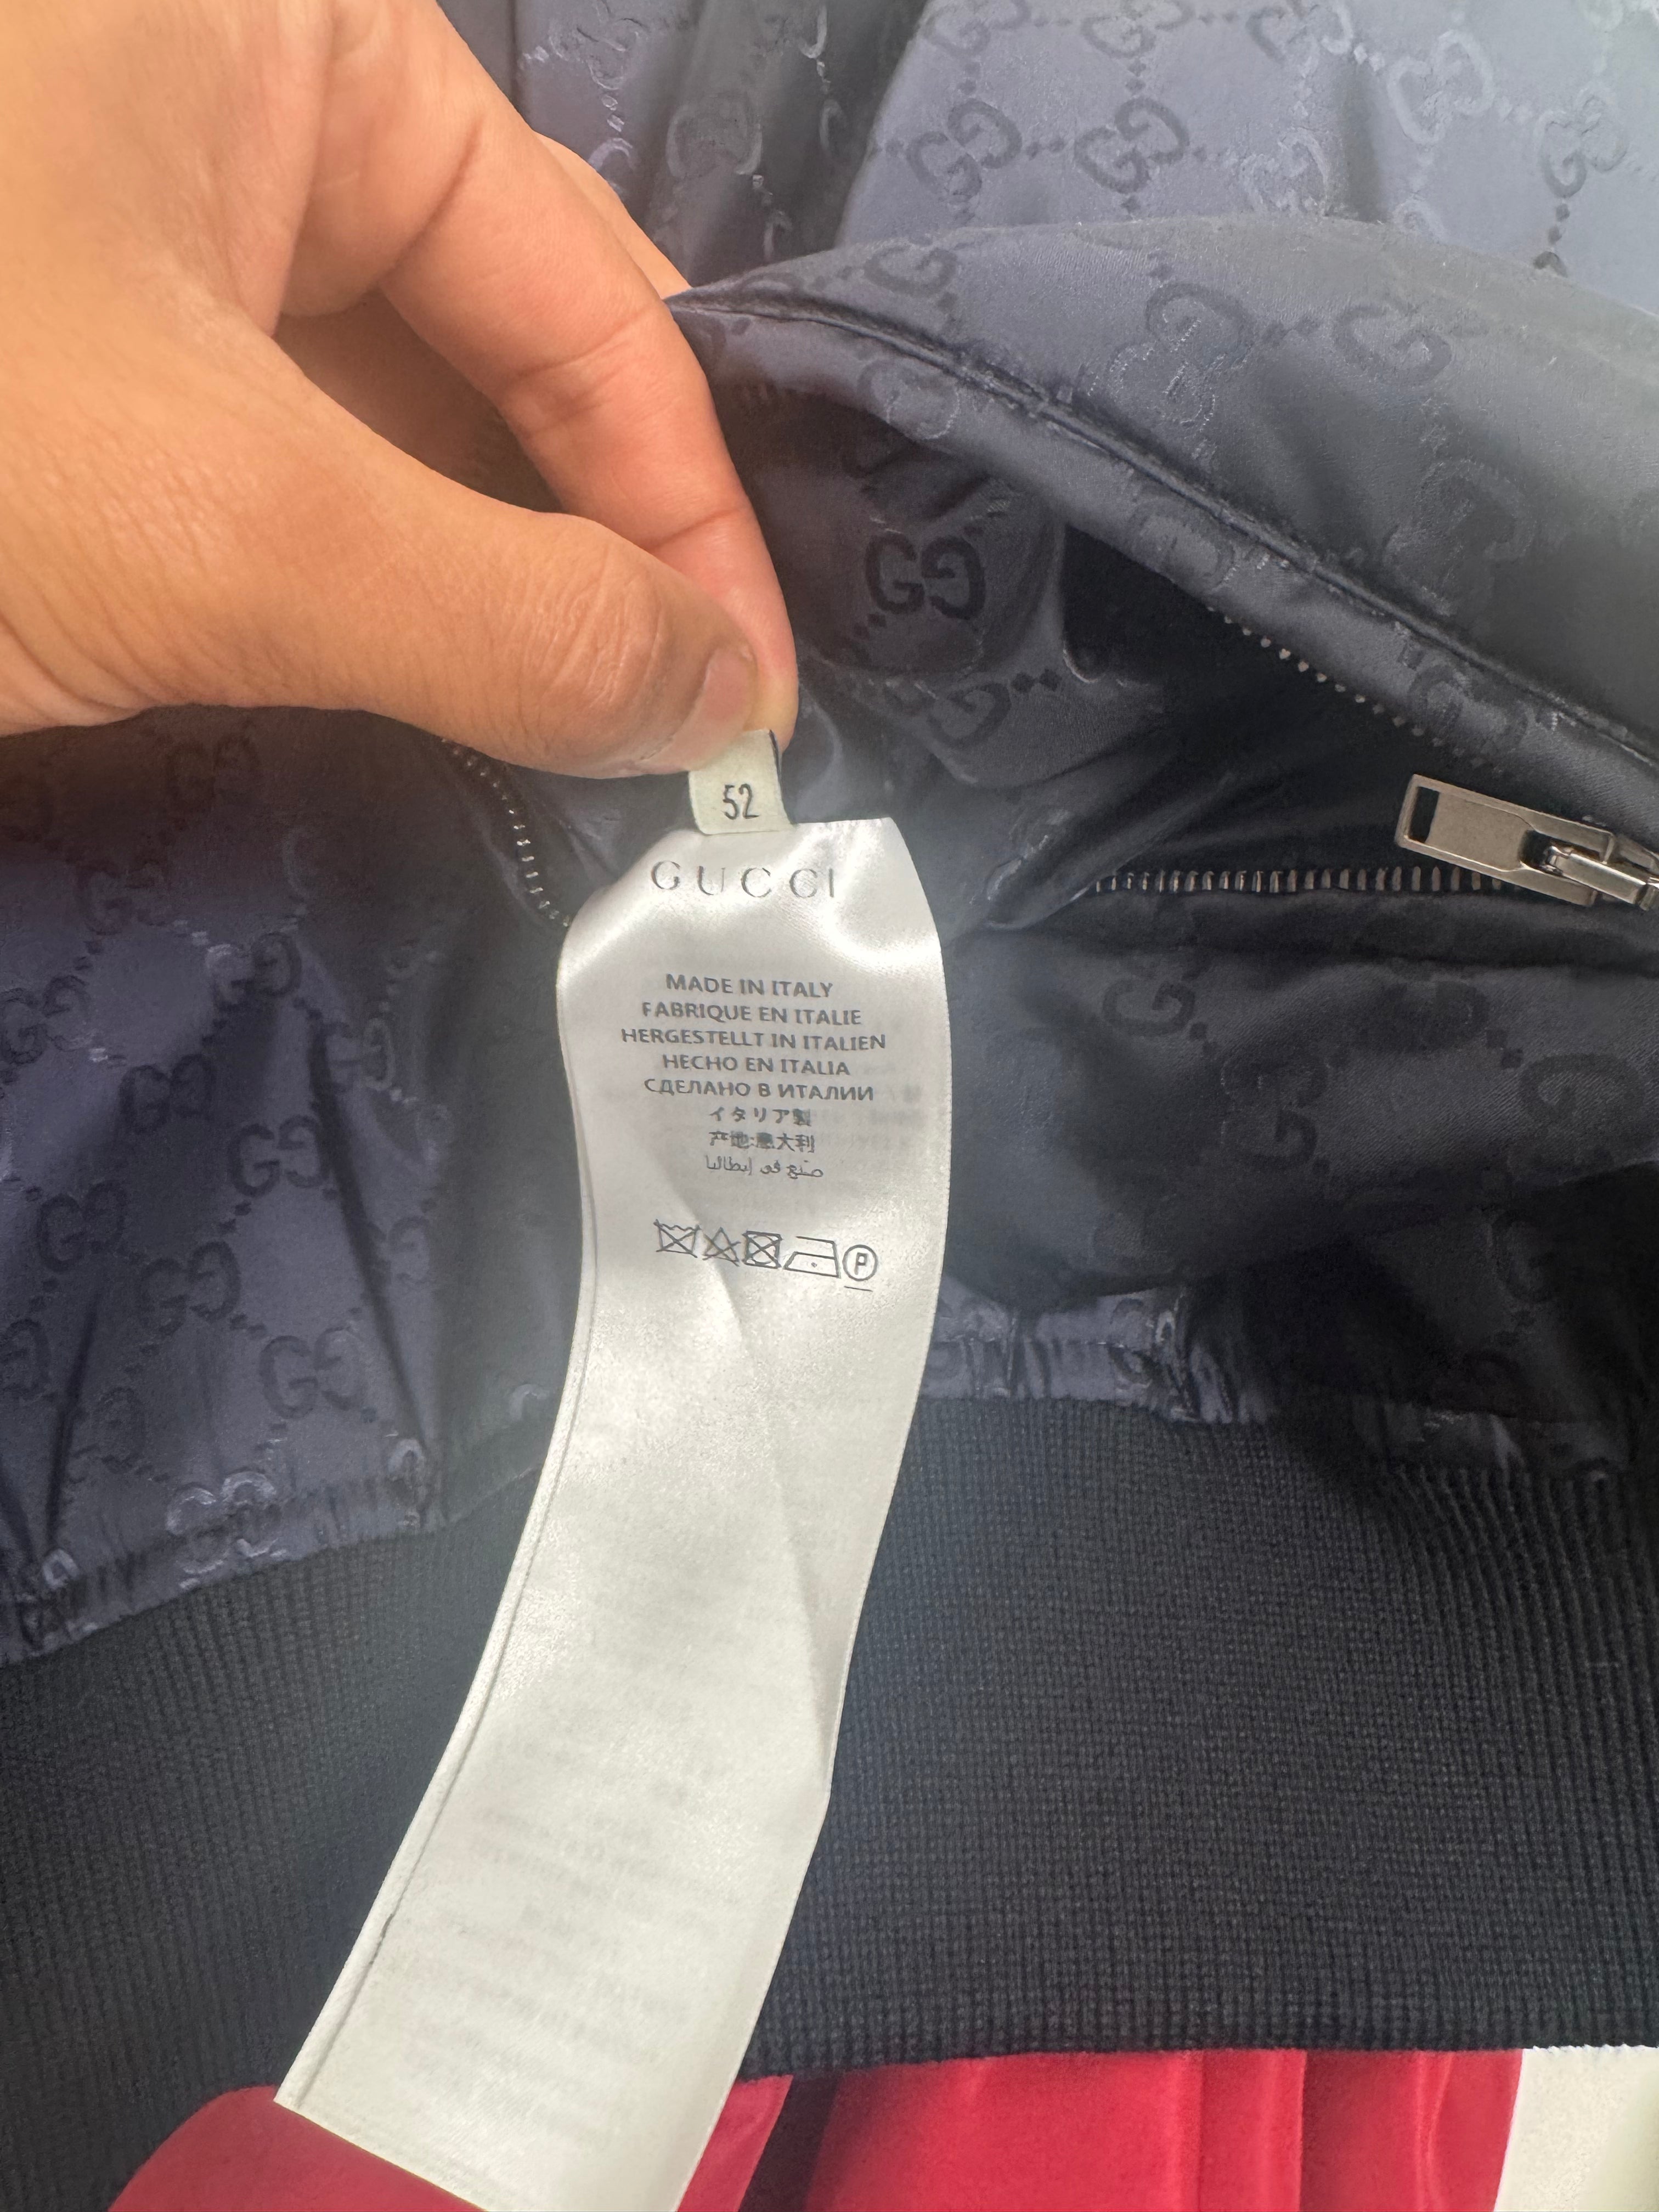 52
GUCCI
MADE IN ITALY
FABRIQUE EN ITALIE
HERGESTELLT IN ITALIEN
HECHO EN ITALIA
СДЕЛАНО В ИТАЛИИ
イタリア製
产地:意大利
صنع في إيطاليا
P